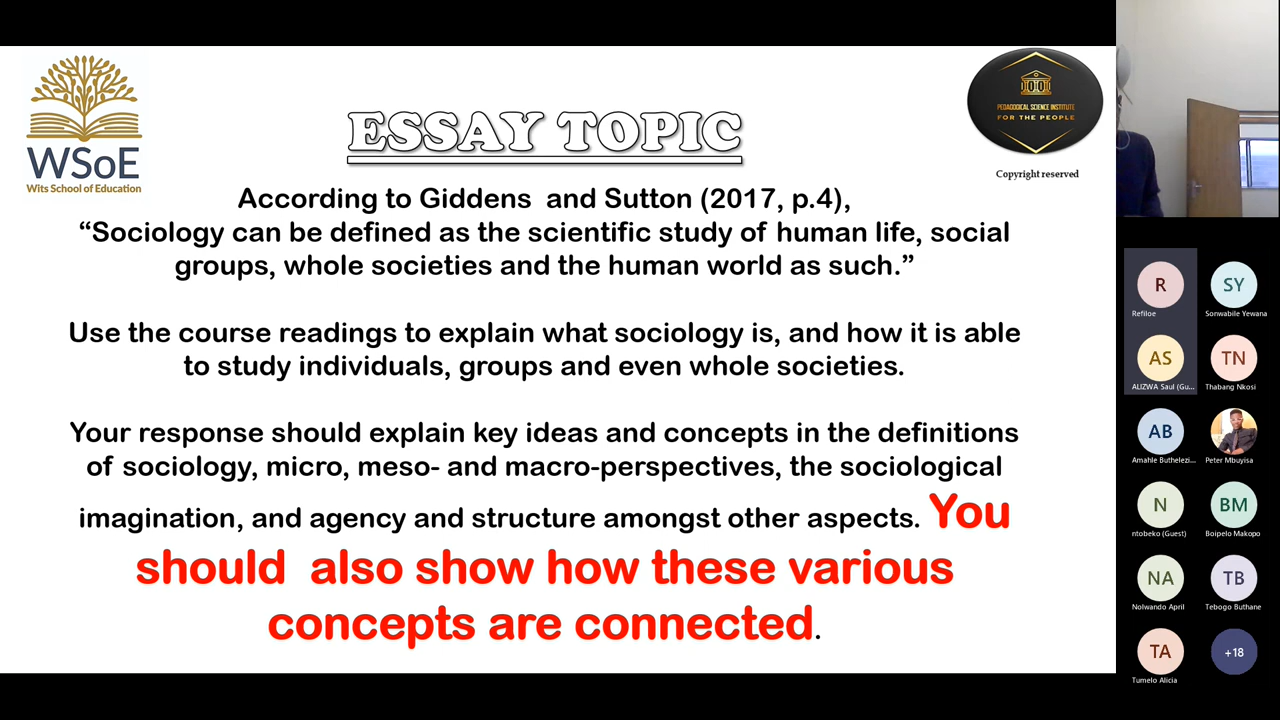 WSoE
Wits School of Education
ESSAY TOPIC
PEDAGOGICAL SCIENCE INSTITUTE
FOR THE PEOPLE
Copyright reserved
According to Giddens and Sutton (2017, p.4),
“Sociology can be defined as the scientific study of human life, social
groups, whole societies and the human world as such.”
Use the course readings to explain what sociology is, and how it is able
to study individuals, groups and even whole societies.
Your response should explain key ideas and concepts in the definitions
of sociology, micro, meso- and macro-perspectives, the sociological
imagination, and agency and structure amongst other aspects. You
should also show how these various
concepts are connected.
R
Refiloe
SY
Sonwabile Yewana
AS
ALIZWA Saul (Gu...
TN
Thabang Nkosi
AB
Amahle Buthelezi...
Peter Mbuyisa
N
ntobeko (Guest)
BM
Boipelo Makopo
NA
Nolwando April
TB
Tebogo Buthane
TA
Tumelo Alicia
+18